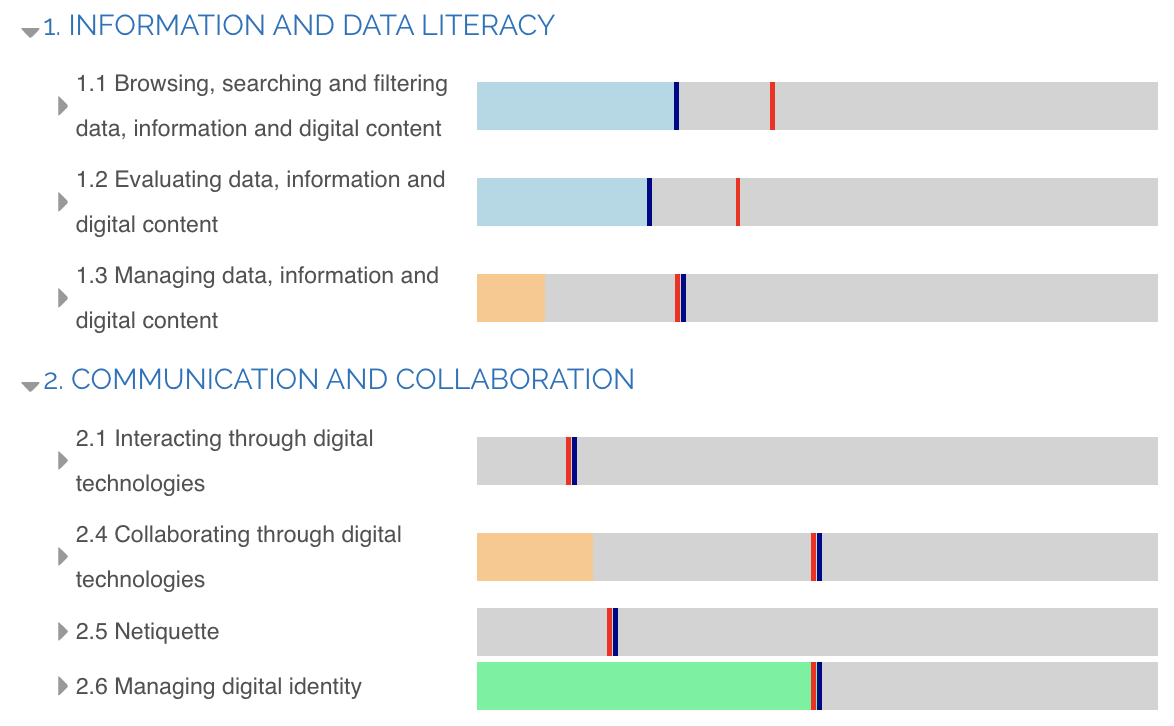 1. INFORMATION AND DATA LITERACY
1.1 Browsing, searching and filtering
data, information and digital content
1.2 Evaluating data, information and
digital content
1.3 Managing data, information and
digital content
2. COMMUNICATION AND COLLABORATION
2.1 Interacting through digital
technologies
2.4 Collaborating through digital
technologies
2.5 Netiquette
2.6 Managing digital identity